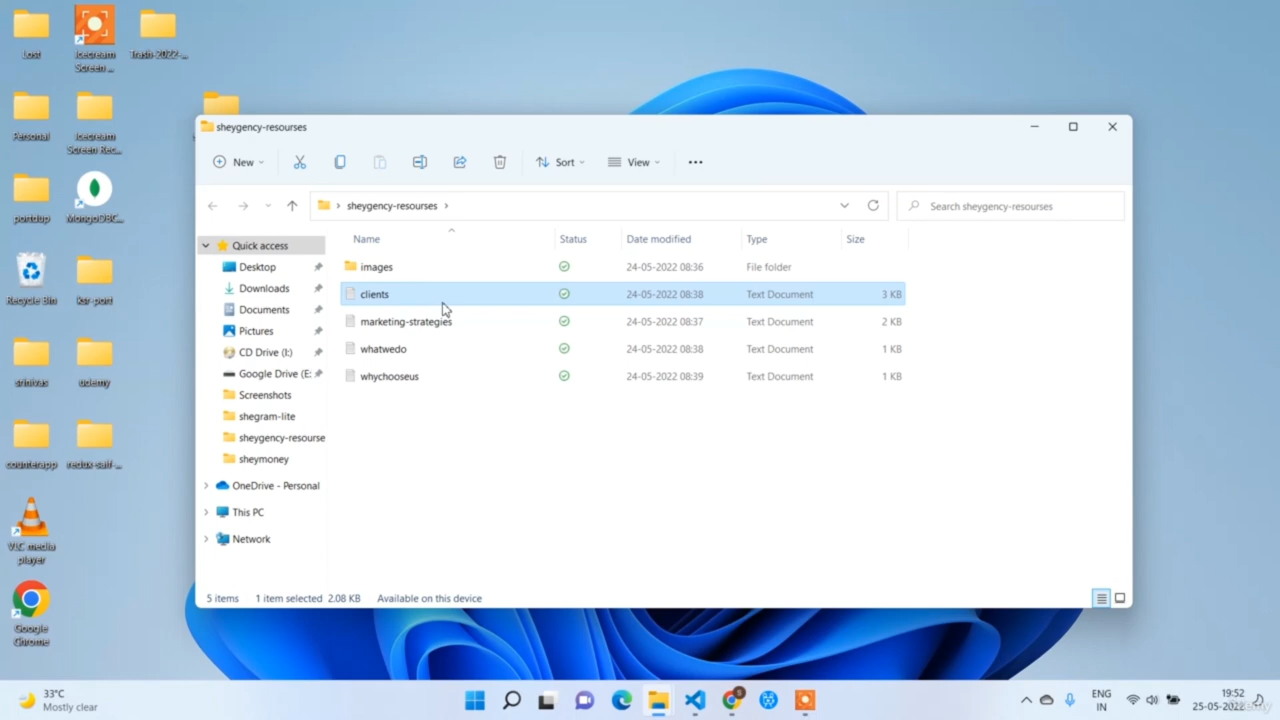 Lost
Icecream
Screen ...
Trash-2022-...
Personal
Icecream
Screen Rec...
portdup
MongoDBC...
Recycle Bin
ksr-port
srinivas
udemy
counterapp
redux-saif-...
VLC media
player
Google
Chrome
sheygency-resourses
New
Sort
View
sheygency-resourses
Search sheygency-resourses
Name Status Date modified Type Size
images 24-05-2022 08:36 File folder
clients 24-05-2022 08:38 Text Document 3 KB
marketing-strategies 24-05-2022 08:37 Text Document 2 KB
whatwedo 24-05-2022 08:38 Text Document 1 KB
whychooseus 24-05-2022 08:39 Text Document 1 KB
Quick access
Desktop
Downloads
Documents
Pictures
CD Drive (I:)
Google Drive (E:
Screenshots
shegram-lite
sheygency-resourse
sheymoney
OneDrive - Personal
This PC
Network
5 items 1 item selected 2.08 KB Available on this device
33°C
Mostly clear
ENG
IN
19:52
25-05-2022